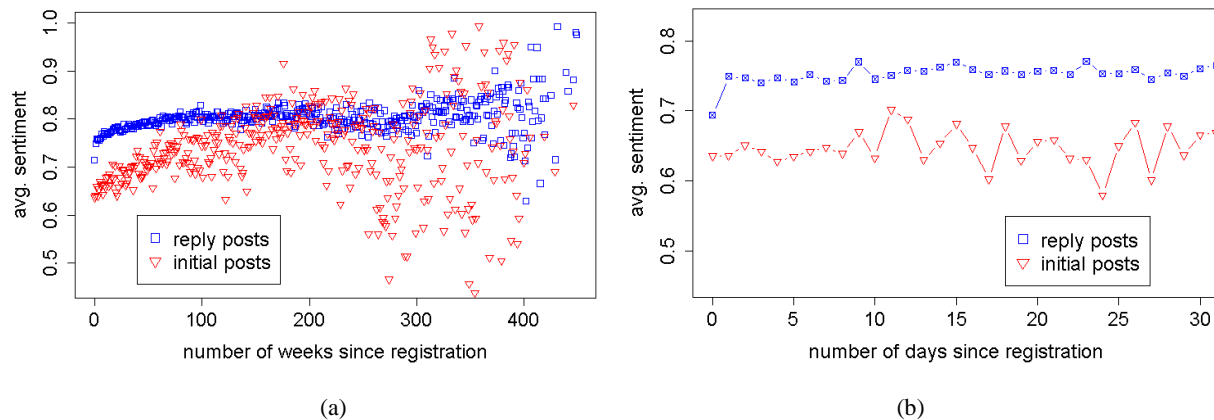 avg. sentiment
1.0
0.9
0.8
0.7
0.6
0.5
reply posts
initial posts
0 100 200 300 400
number of weeks since registration
(a)
avg. sentiment
0.8
0.7
0.6
0.5
reply posts
initial posts
0 5 10 15 20 25 30
number of days since registration
(b)